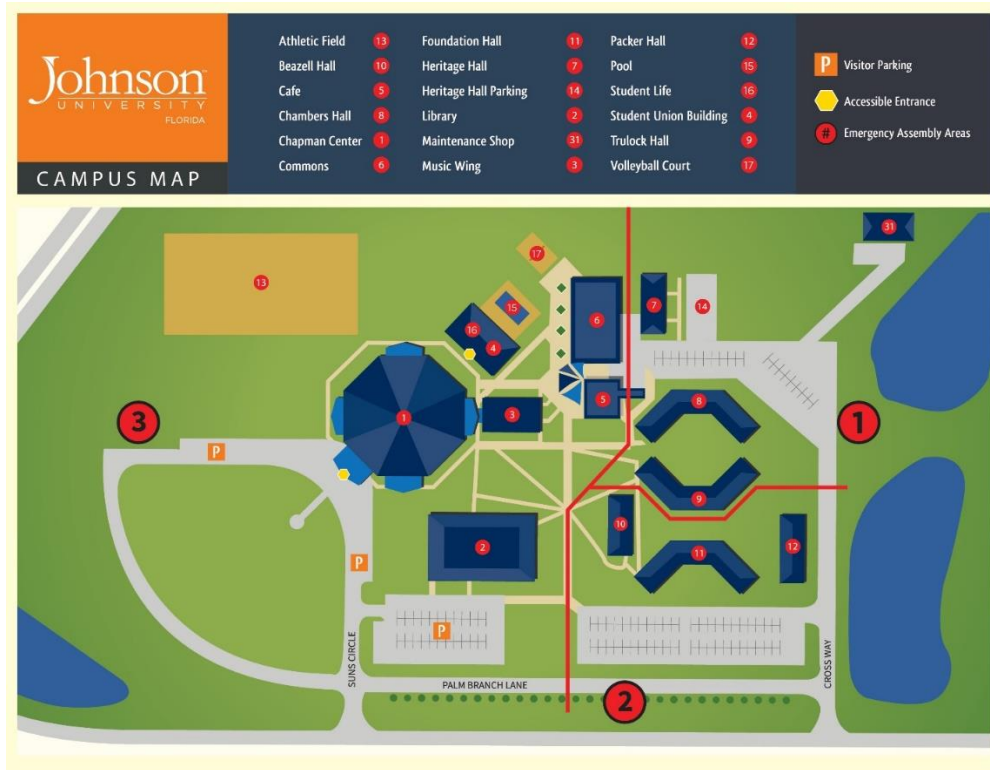 Johnson
UNIVERSITY
FLORIDA
CAMPUS MAP
Athletic Field 13
Beazell Hall 10
Cafe 5
Chambers Hall 8
Chapman Center 1
Commons 6
Foundation Hall 11
Heritage Hall 7
Heritage Hall Parking 14
Library 2
Maintenance Shop 31
Music Wing 3
Packer Hall 12
Pool 15
Student Life 16
Student Union Building 4
Trulock Hall 9
Volleyball Court 17
P Visitor Parking
Accessible Entrance
# Emergency Assembly Areas
31
17
13
15
7
14
16
6
4
5
8
1
3
3
1
P
9
10
2
11
12
P
P
SUNS CIRCLE
PALM BRANCH LANE
CROSS WAY
2